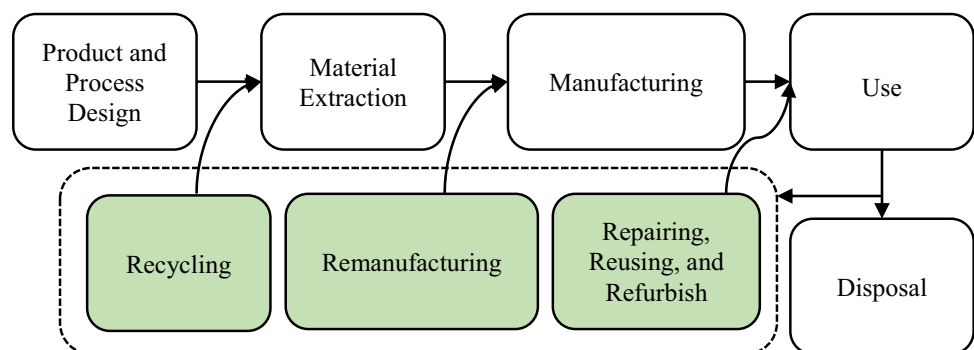 Product and
Process
Design
Material
Extraction
Manufacturing
Use
Recycling
Remanufacturing
Repairing,
Reusing, and
Refurbish
Disposal